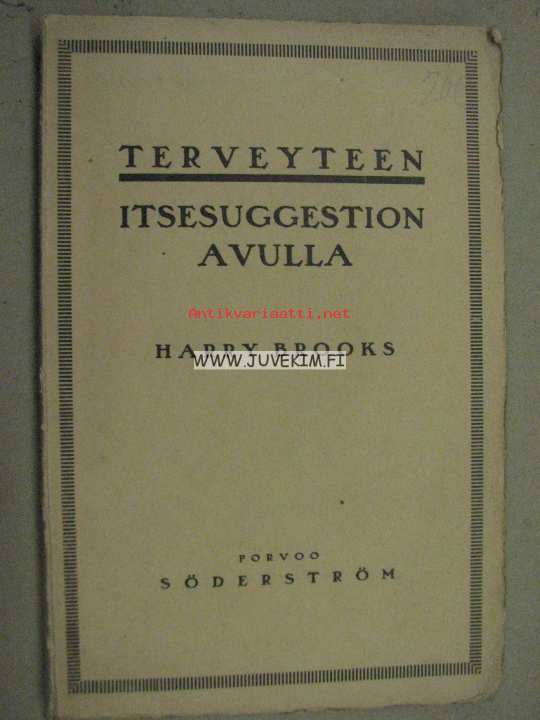 TERVEYTEEN
ITSESUGGESTION
AVULLA
Antikvariaatti.net
HARRY BROOKS
WWW.JUVEKIM.FI
PORVOO
SÖDERSTRÖM